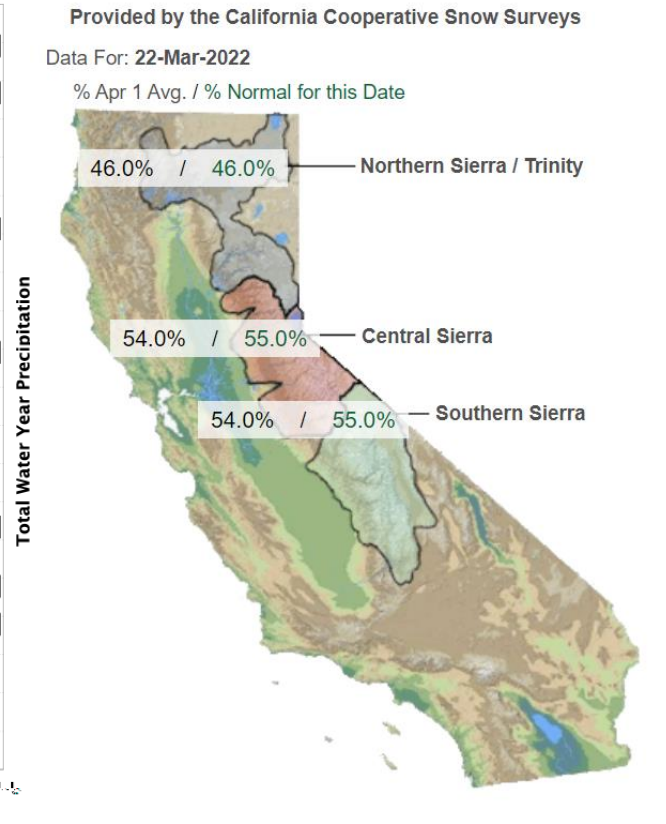 Provided by the California Cooperative Snow Surveys
Data For: 22-Mar-2022
% Apr 1 Avg. / % Normal for this Date
46.0% / 46.0%
Northern Sierra / Trinity
54.0% / 55.0%
Central Sierra
54.0% / 55.0%
Southern Sierra
Total Water Year Precipitation